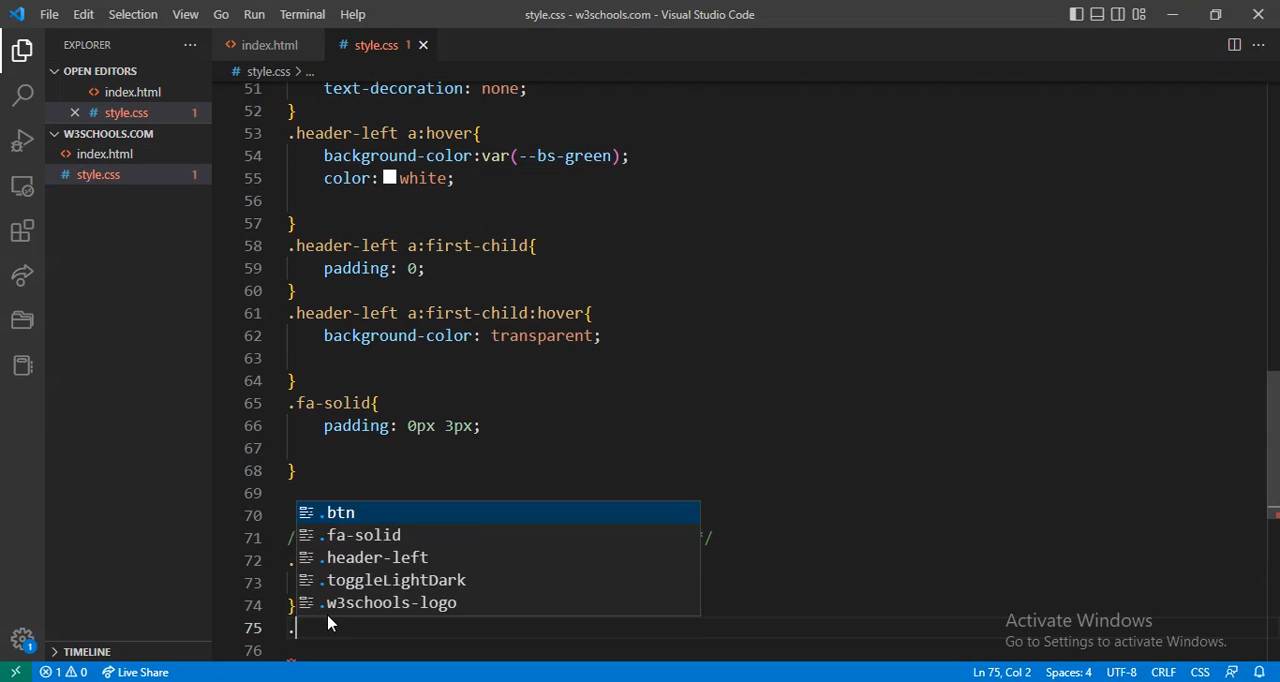 File Edit Selection View Go Run Terminal Help
style.css - w3schools.com - Visual Studio Code
EXPLORER
OPEN EDITORS
index.html
style.css 1
W3SCHOOLS.COM
index.html
style.css 1
TIMELINE
index.html
# style.css 1
# style.css > ...
51 text-decoration: none;
52 }
53 .header-left a:hover{
54 background-color:var(--bs-green);
55 color: white;
56
57 }
58 .header-left a:first-child{
59 padding: 0;
60 }
61 .header-left a:first-child:hover{
62 background-color: transparent;
63
64 }
65 .fa-solid{
66 padding: 0px 3px;
67
68 }
69
70
71 / /
72 .
73
74 }
75 .
76
.btn
.fa-solid
.header-left
.toggleLightDark
.w3schools-logo
Activate Windows
Go to Settings to activate Windows.
1
1 0 Live Share
Ln 75, Col 2 Spaces: 4 UTF-8 CRLF CSS